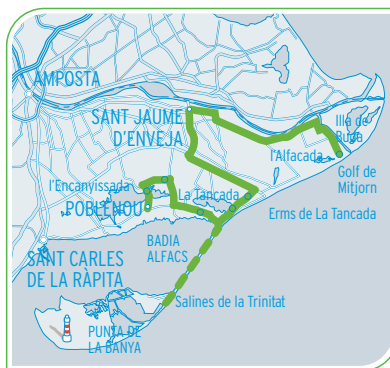 AMPOSTA
SANT JAUME
D'ENVEJA
Illa de
Buda
l'Alfacada
Golf de
Mitjorn
l'Encanyissada
La Tancada
POBLENOU
Erms de La Tancada
BADIA
ALFACS
SANT CARLES
DE LA RÀPITA
Salines de la Trinitat
PUNTA DE
LA BANYA